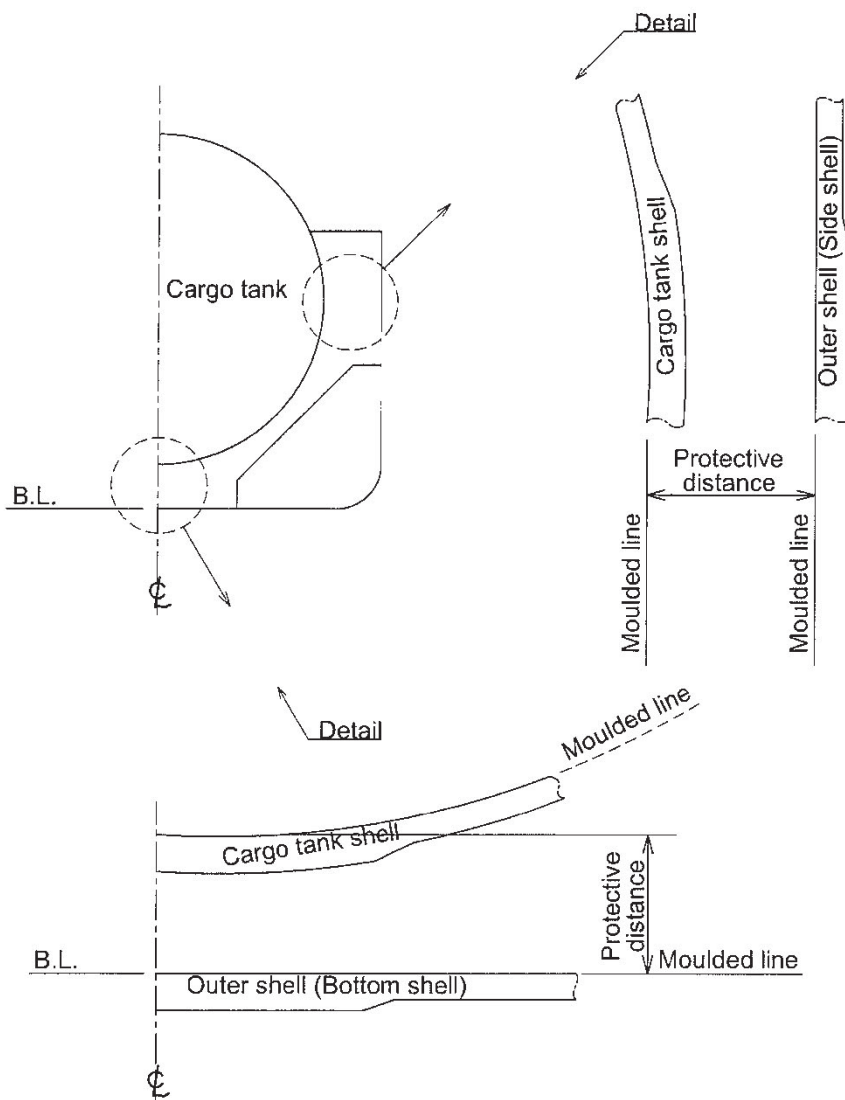 Detail
Cargo tank
Cargo tank shell
Outer shell (Side shell)
Protective
distance
Moulded line
Moulded line
B.L.
℄
Detail
Moulded line
Cargo tank shell
Protective
distance
B.L.
Moulded line
Outer shell (Bottom shell)
℄